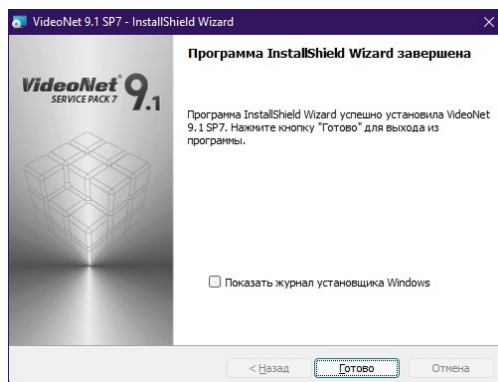 VideoNet 9.1 SP7 - InstallShield Wizard
Программа InstallShield Wizard завершена
VideoNet 9.1
SERVICE PACK 7
Программа InstallShield Wizard успешно установила VideoNet
9.1 SP7. Нажмите кнопку "Готово" для выхода из
программы.
Показать журнал установщика Windows
< Назад
Готово
Отмена